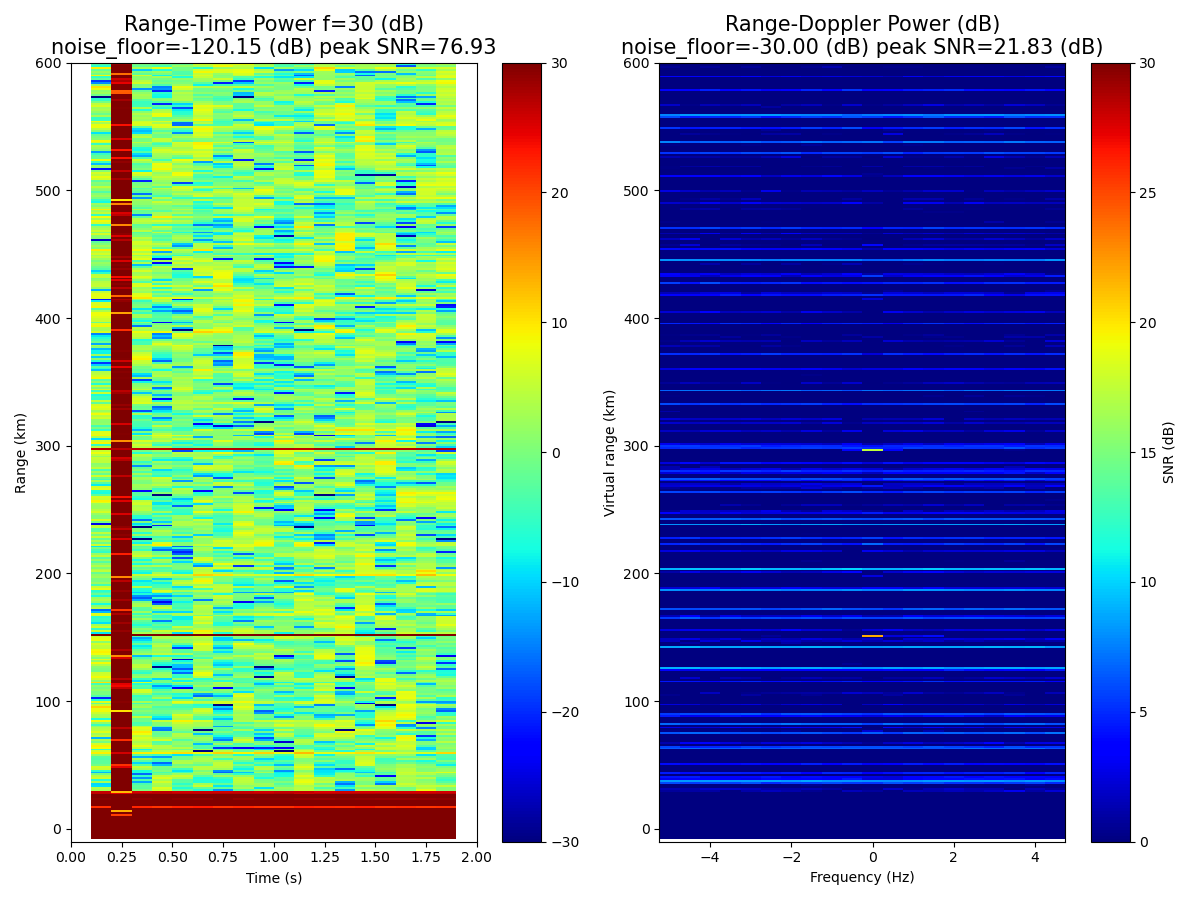 Range-Time Power f=30 (dB)
noise_floor=-120.15 (dB) peak SNR=76.93
600
500
400
300
200
100
0
Range (km)
0.00 0.25 0.50 0.75 1.00 1.25 1.50 1.75 2.00
Time (s)
30
20
10
0
−10
−20
−30
Range-Doppler Power (dB)
noise_floor=-30.00 (dB) peak SNR=21.83 (dB)
600
500
400
300
200
100
0
Virtual range (km)
−4 −2 0 2 4
Frequency (Hz)
30
25
20
15
10
5
0
SNR (dB)